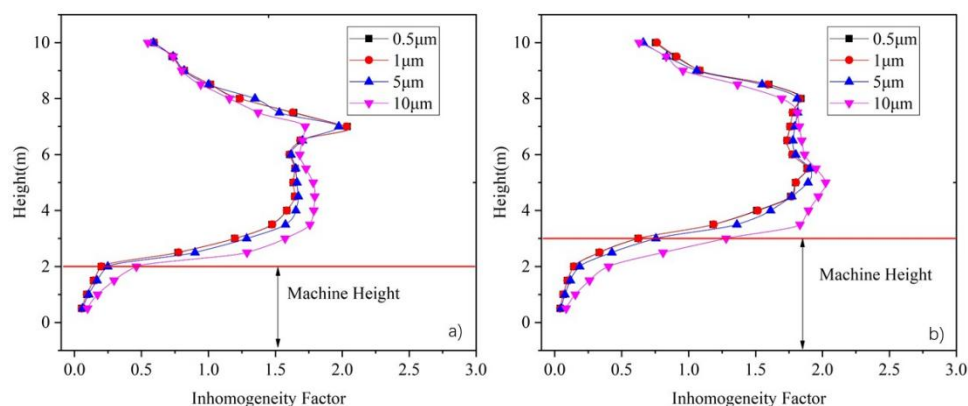 0.5μm
1μm
5μm
10μm
Height(m)
10
8
6
4
2
0
Machine Height
a)
0.0 0.5 1.0 1.5 2.0 2.5 3.0
Inhomogeneity Factor
0.5μm
1μm
5μm
10μm
Height(m)
10
8
6
4
2
0
Machine Height
b)
0.0 0.5 1.0 1.5 2.0 2.5 3.0
Inhomogeneity Factor